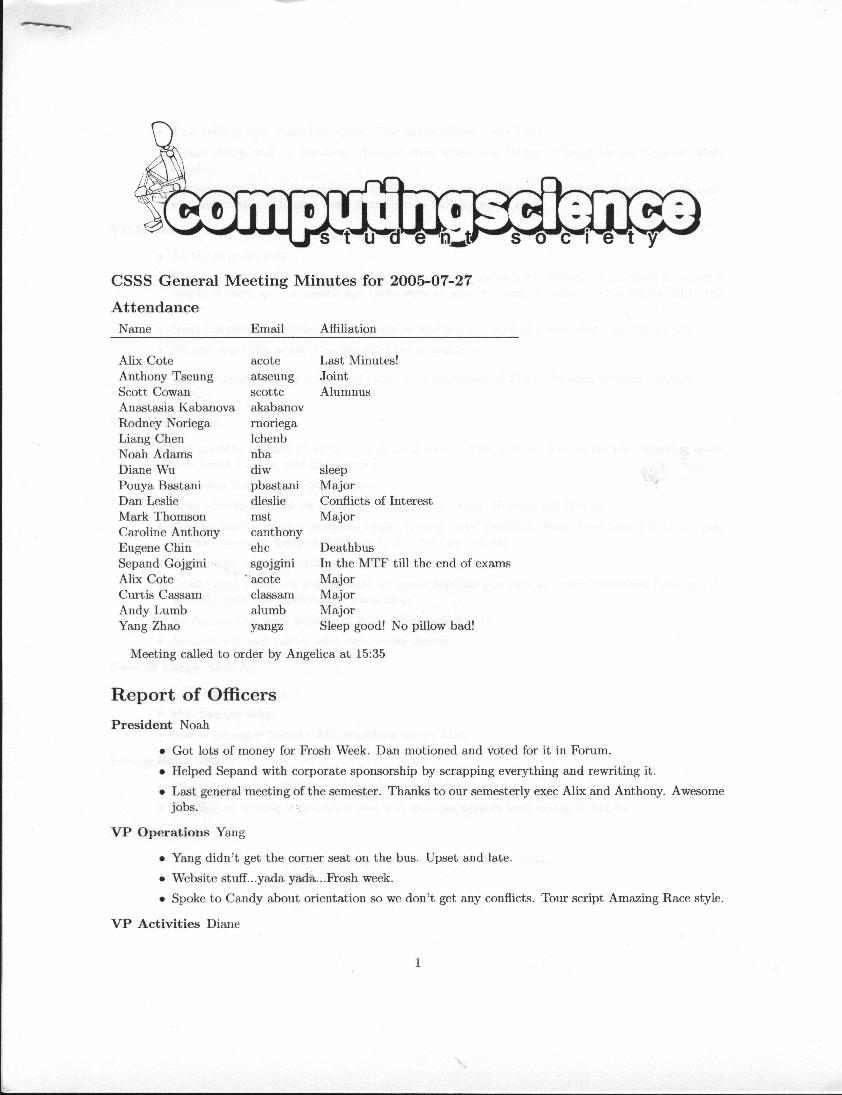 computingscience
student society
CSSS General Meeting Minutes for 2005-07-27
Attendance
Name Email Affiliation
Alix Cote acote Last Minutes!
Anthony Tseung atseung Joint
Scott Cowan scottc Alumnus
Anastasia Kabanova akabanov
Rodney Noriega rnoriega
Liang Chen lchenb
Noah Adams nba
Diane Wu diw sleep
Pouya Bastani pbastani Major
Dan Leslie dleslie Conflicts of Interest
Mark Thomson mst Major
Caroline Anthony canthony
Eugene Chin ehc Deathbus
Sepand Gojgini sgojgini In the MTF till the end of exams
Alix Cote acote Major
Curtis Cassam classam Major
Andy Lumb alumb Major
Yang Zhao yangz Sleep good! No pillow bad!
Meeting called to order by Angelica at 15:35
Report of Officers
President Noah
• Got lots of money for Frosh Week. Dan motioned and voted for it in Forum.
• Helped Sepand with corporate sponsorship by scrapping everything and rewriting it.
• Last general meeting of the semester. Thanks to our semesterly exec Alix and Anthony. Awesome
jobs.
VP Operations Yang
• Yang didn't get the corner seat on the bus. Upset and late.
• Website stuff...yada yada...Frosh week.
• Spoke to Candy about orientation so we don't get any conflicts. Tour script Amazing Race style.
VP Activities Diane
1